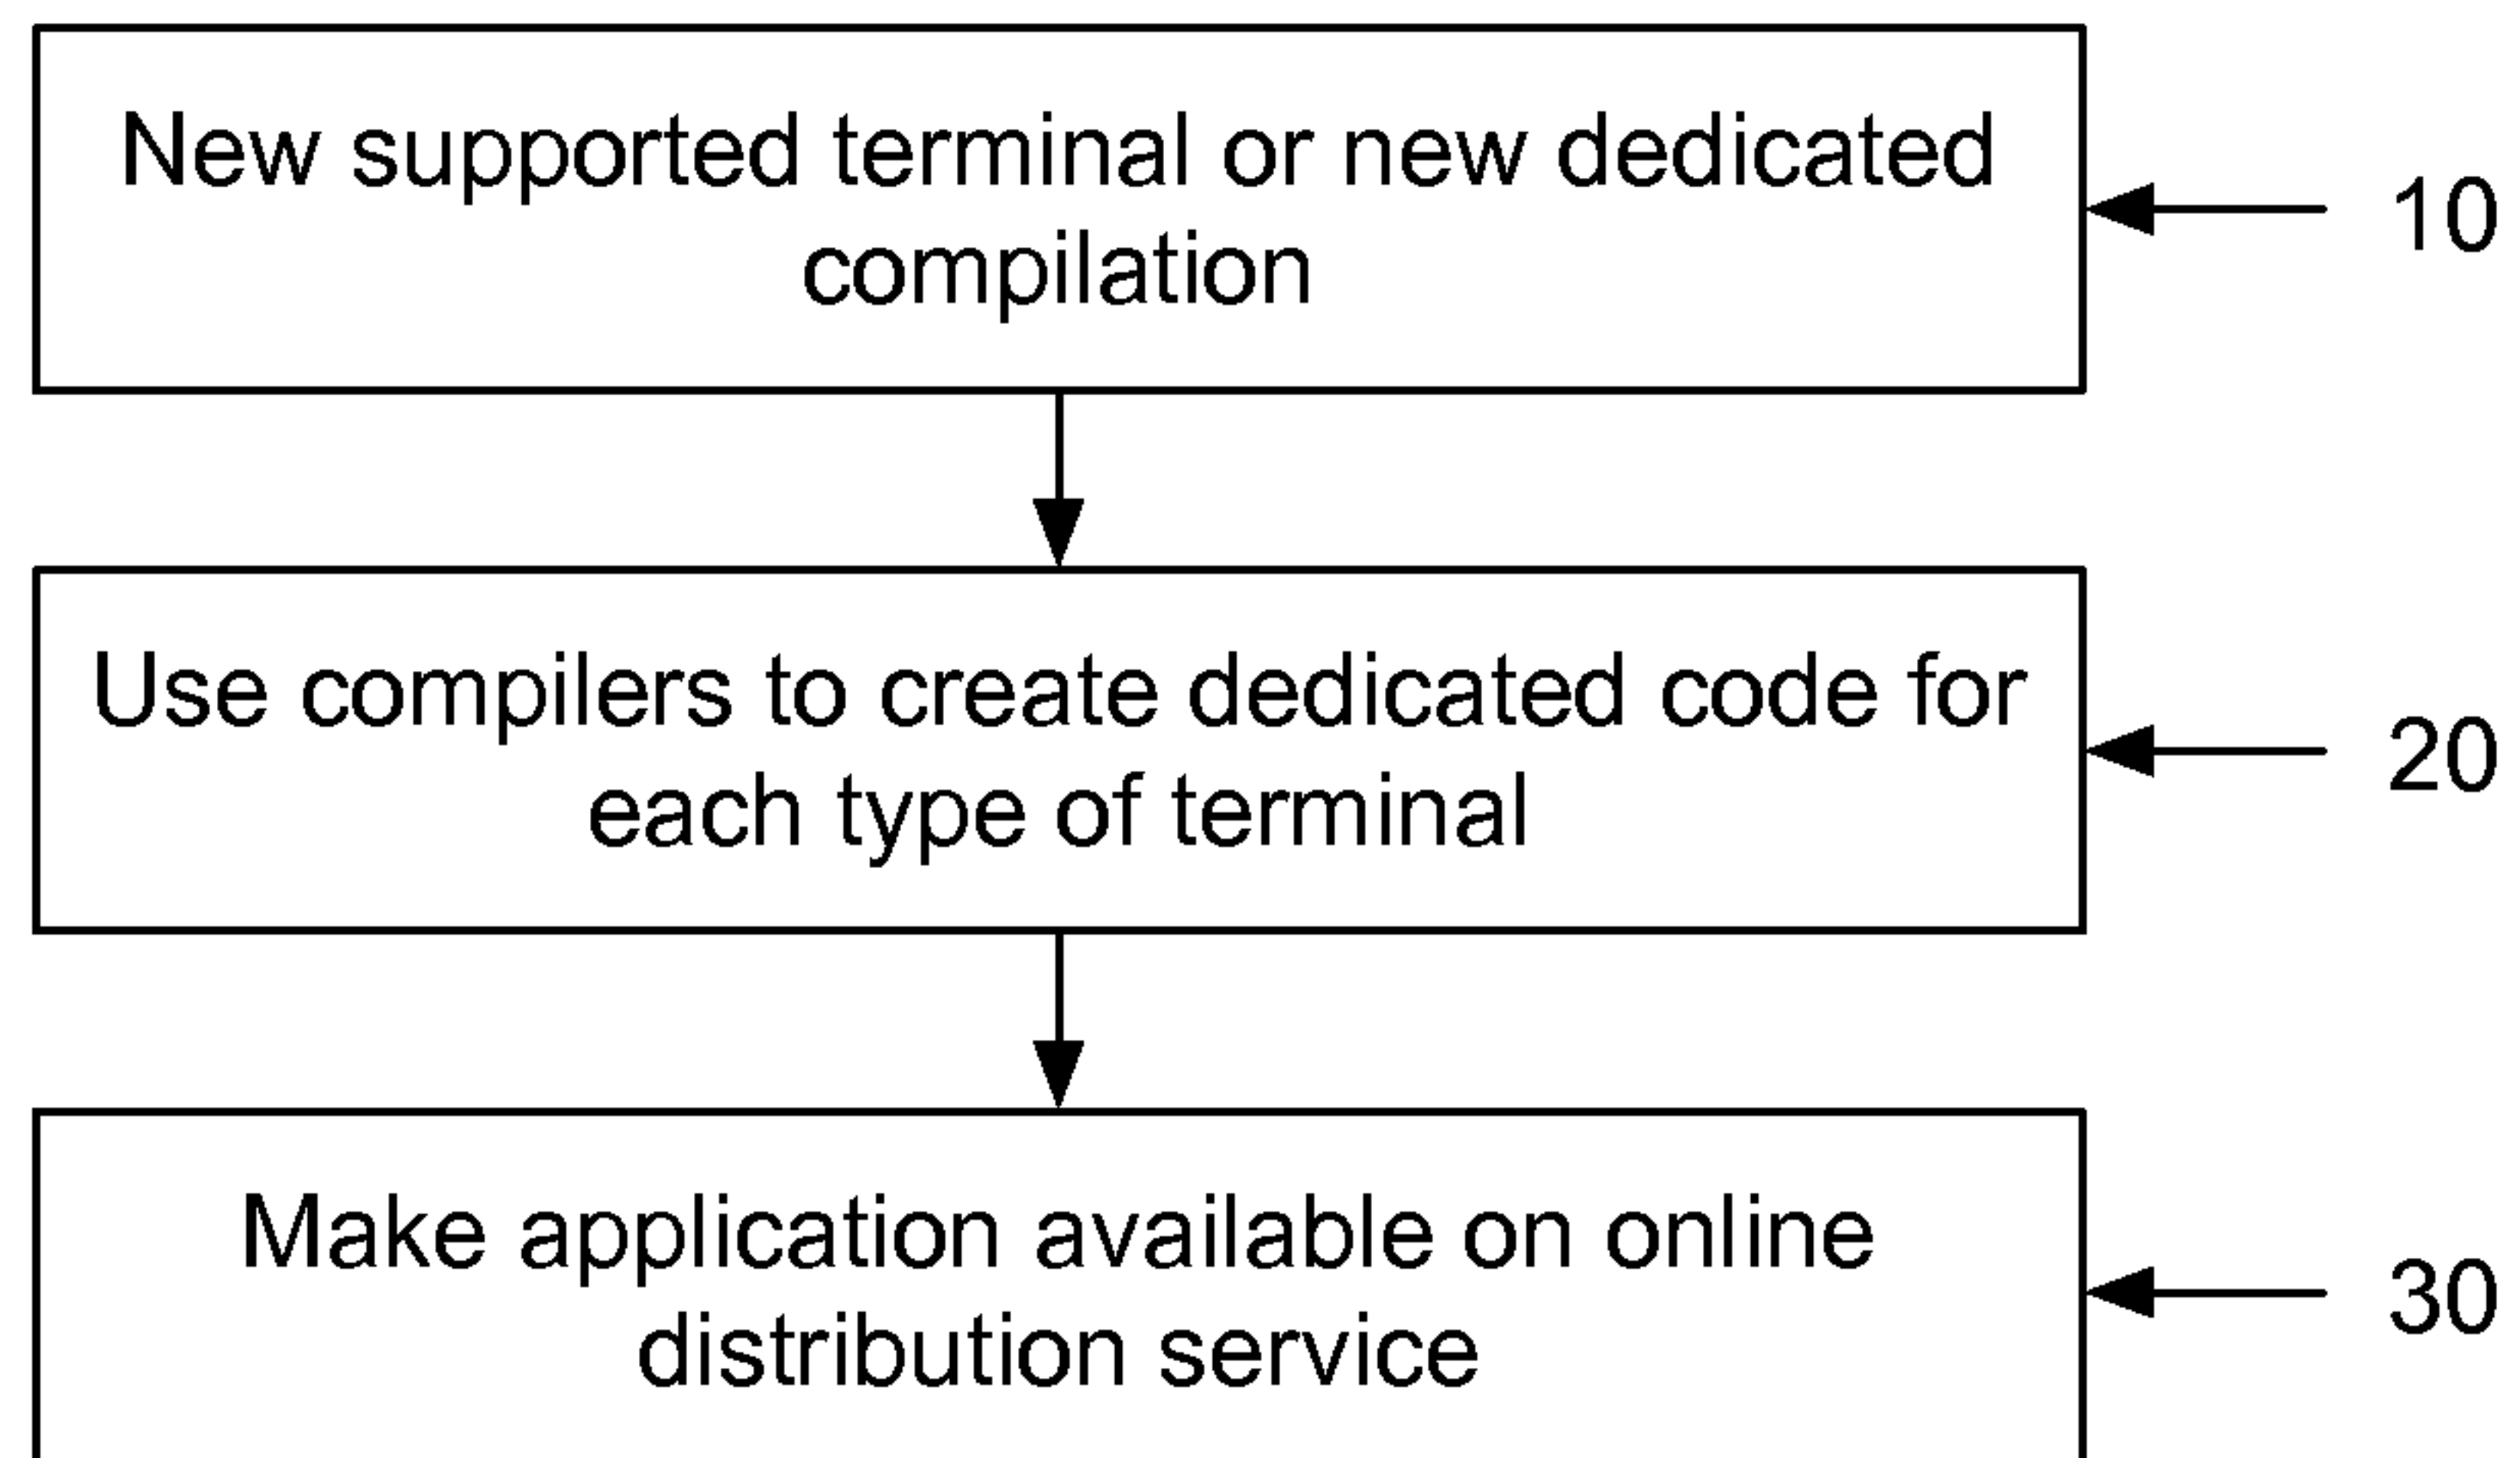 New supported terminal or new dedicated
compilation
10
Use compilers to create dedicated code for
each type of terminal
20
Make application available on online
distribution service
30